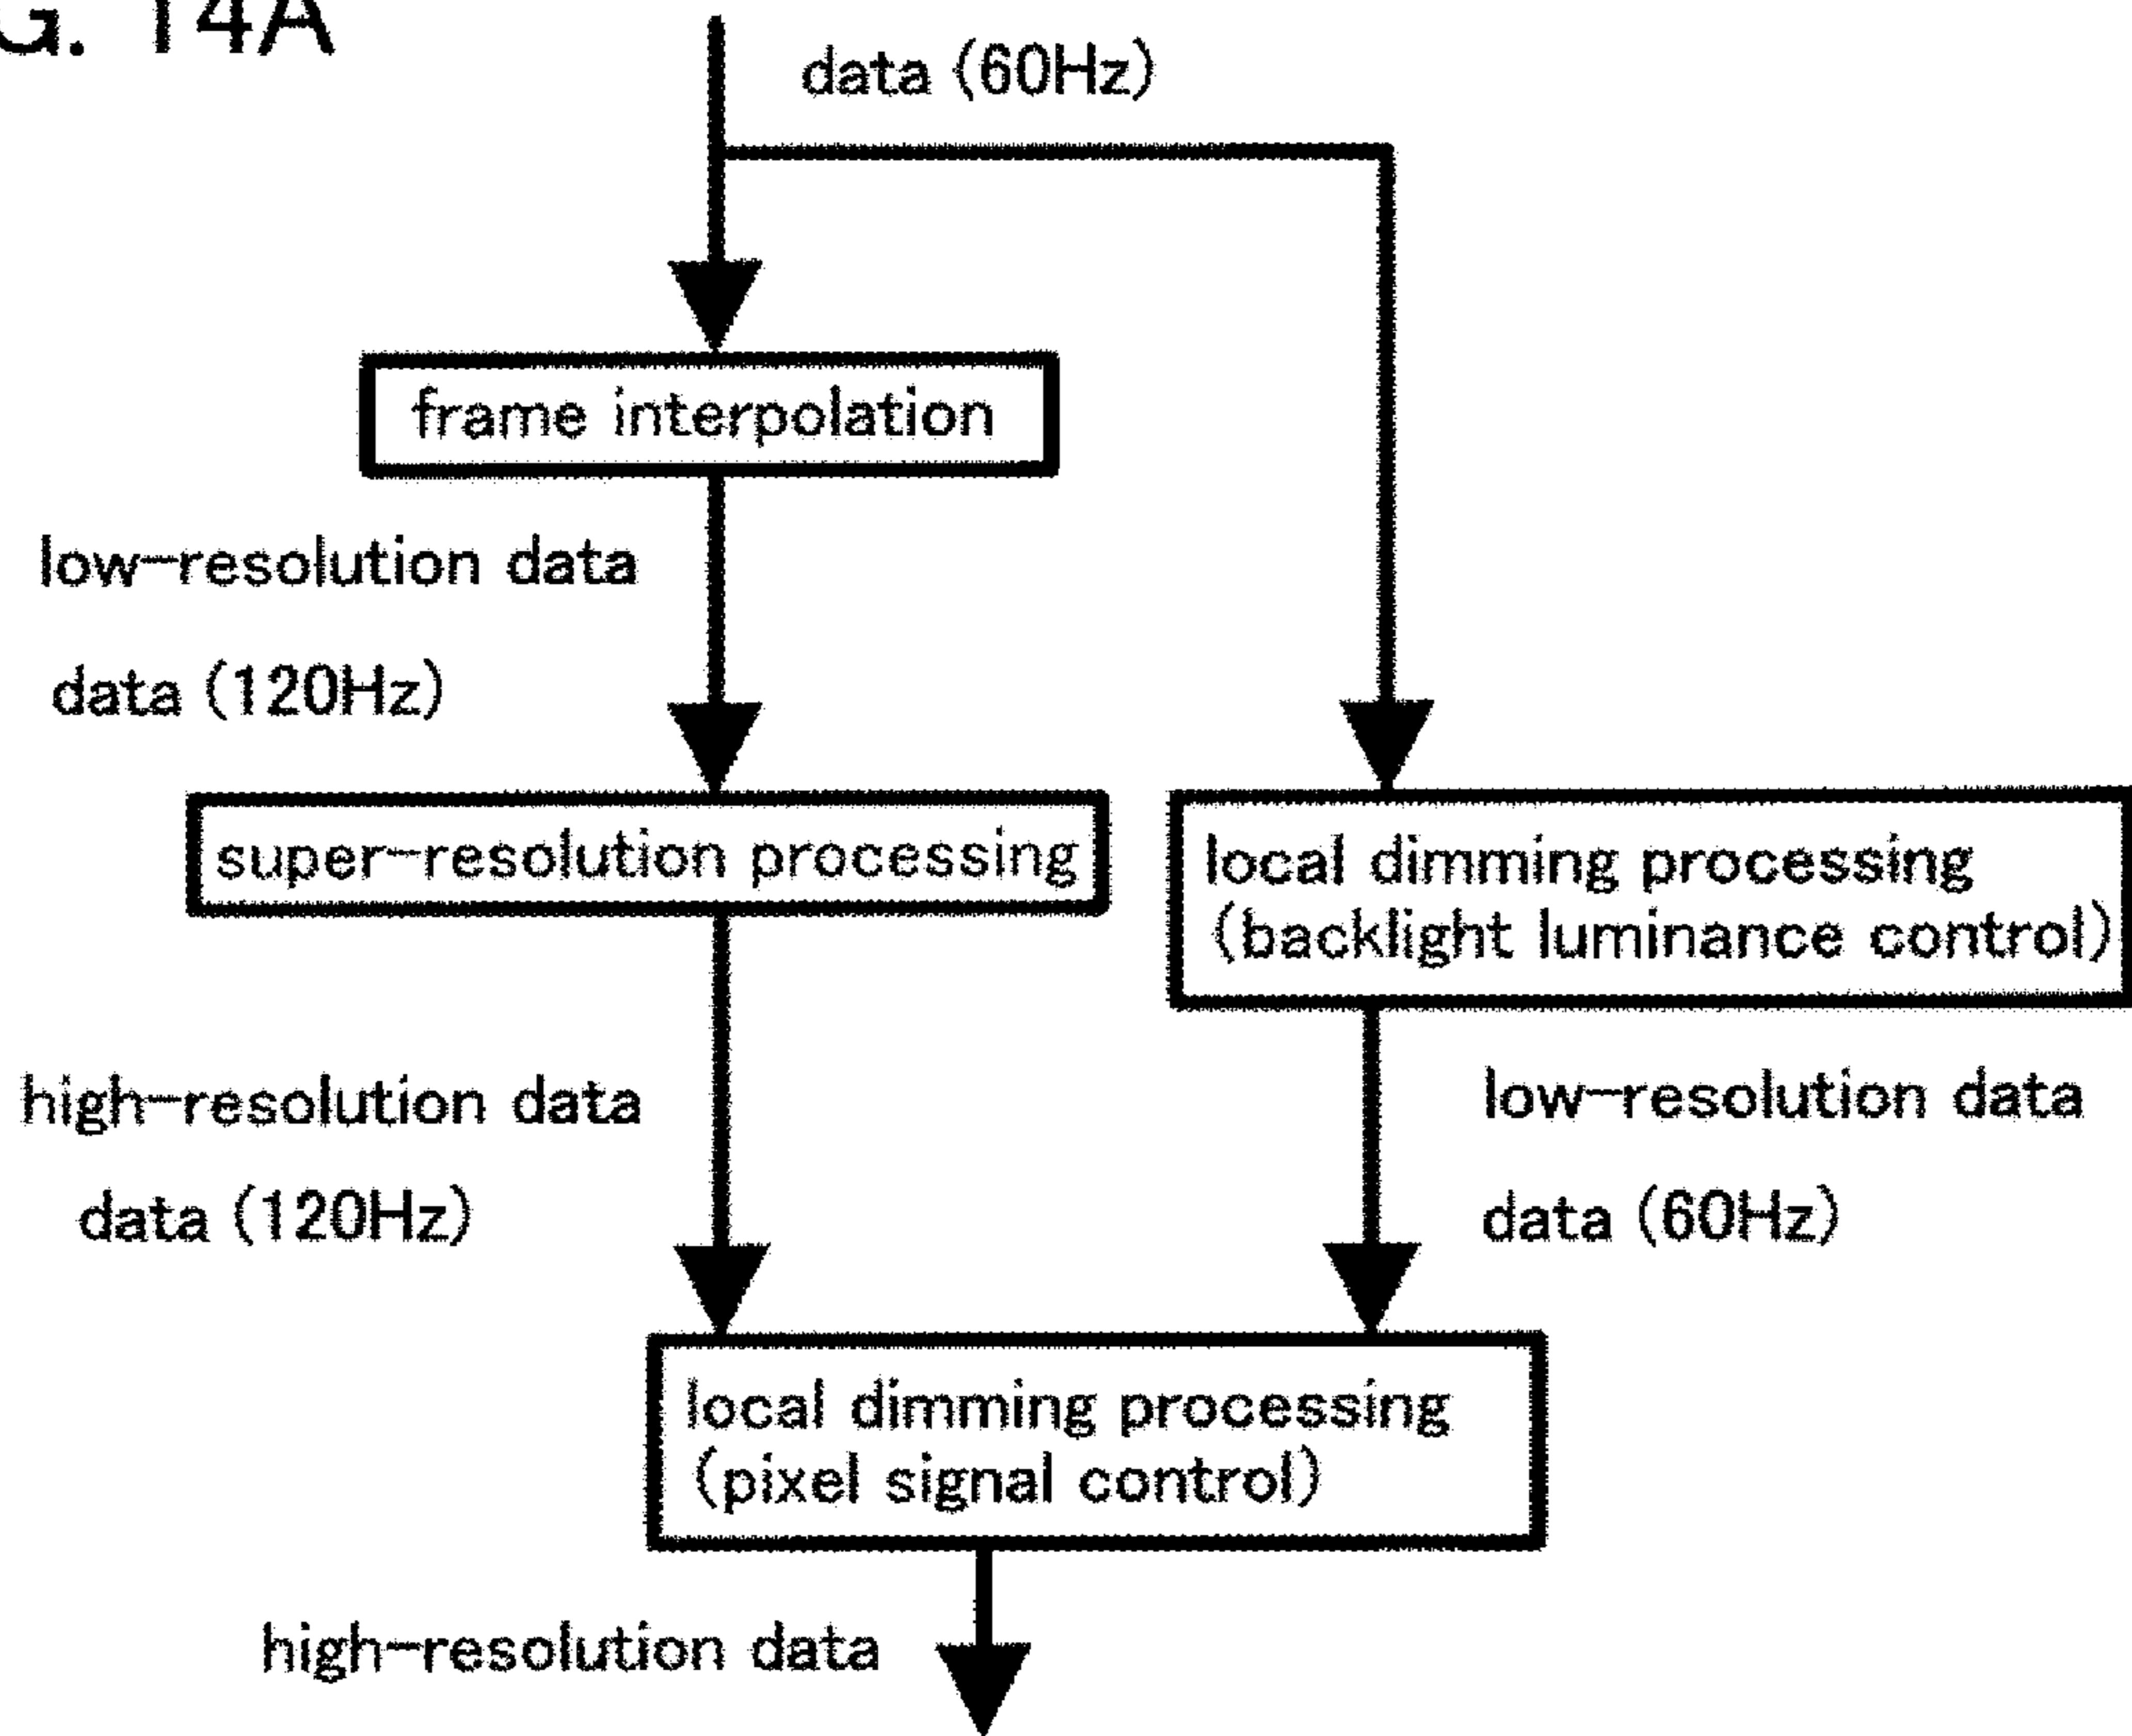 G. 14A
data (60Hz)
frame interpolation
low-resolution data
data (120Hz)
super-resolution processing
local dimming processing
(backlight luminance control)
high-resolution data
data (120Hz)
low-resolution data
data (60Hz)
local dimming processing
(pixel signal control)
high-resolution data